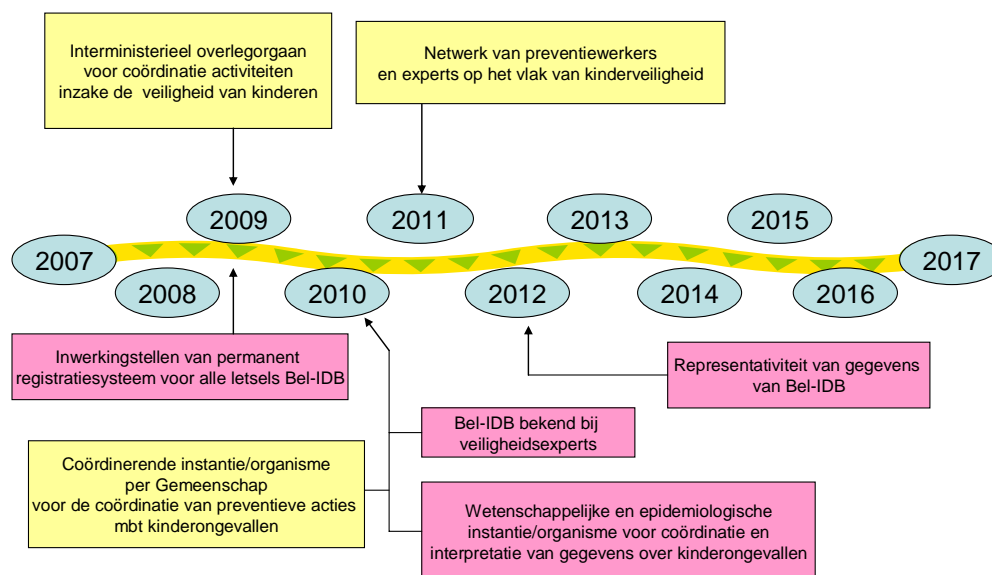 Interministerieel overlegorgaan
voor coördinatie activiteiten
inzake de veiligheid van kinderen
Netwerk van preventiewerkers
en experts op het vlak van kinderveiligheid
2009
2011
2013
2015
2007
2017
2008
2010
2012
2014
2016
Inwerkingstellen van permanent
registratiesysteem voor alle letsels Bel-IDB
Representativiteit van gegevens
van Bel-IDB
Bel-IDB bekend bij
veiligheidsexperts
Coördinerende instantie/organisme
per Gemeenschap
voor de coördinatie van preventieve acties
mbt kinderongevallen
Wetenschappelijke en epidemiologische
instantie/organisme voor coördinatie en
interpretatie van gegevens over kinderongevallen